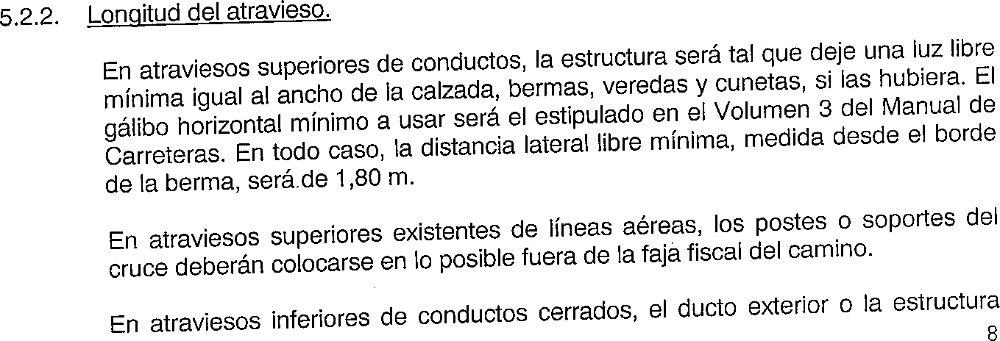 5.2.2. Longitud del atravieso.
En atraviesos superiores de conductos, la estructura será tal que deje una luz libre
mínima igual al ancho de la calzada, bermas, veredas y cunetas, si las hubiera. El
gálibo horizontal mínimo a usar será el estipulado en el Volumen 3 del Manual de
Carreteras. En todo caso, la distancia lateral libre mínima, medida desde el borde
de la berma, será de 1,80 m.
En atraviesos superiores existentes de líneas aéreas, los postes o soportes del
cruce deberán colocarse en lo posible fuera de la faja fiscal del camino.
En atraviesos inferiores de conductos cerrados, el ducto exterior o la estructura
8